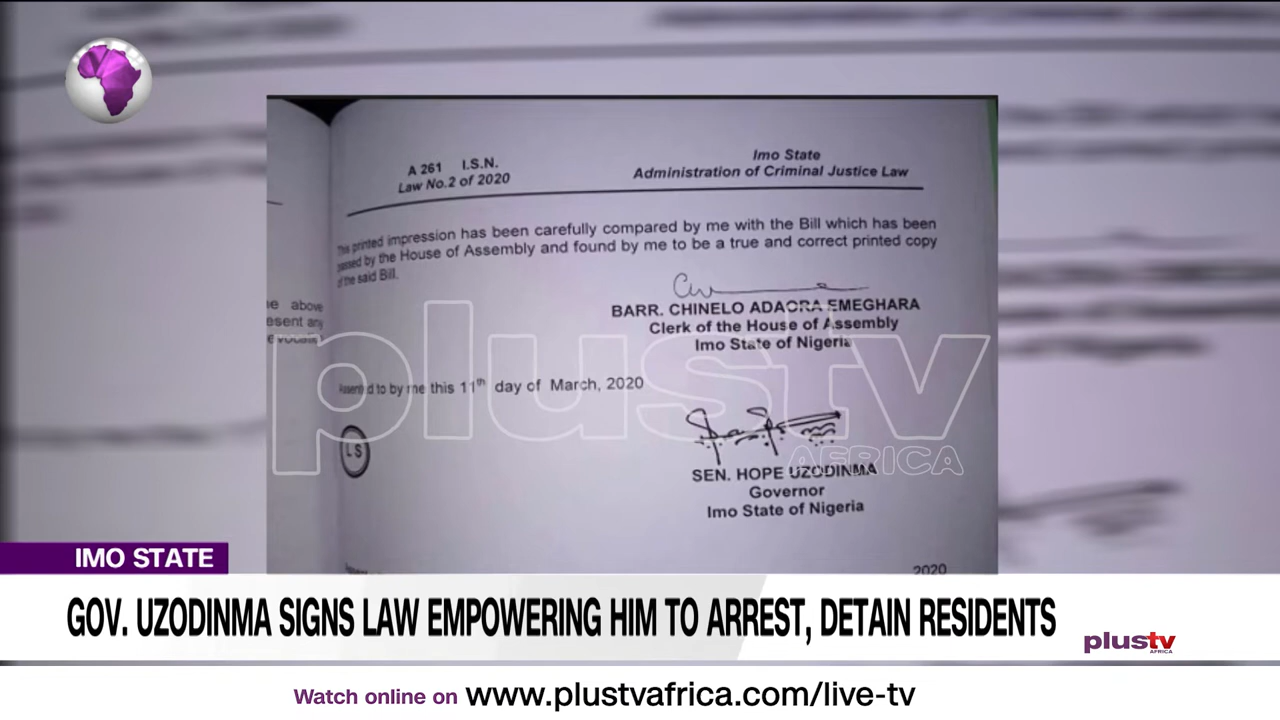 A 261 I.S.N.
Law No.2 of 2020
Imo State
Administration of Criminal Justice Law
This printed impression has been carefully compared by me with the Bill which has been
passed by the House of Assembly and found by me to be a true and correct printed copy
of the said Bill.
above
BARR. CHINELO ADAORA EMEGHARA
Clerk of the House of Assembly
Imo State of Nigeria
plustv
AFRICA
to by me this 11th day of March, 2020
LS
SEN. HOPE UZODINMA
Governor
Imo State of Nigeria
2020
IMO STATE
GOV. UZODINMA SIGNS LAW EMPOWERING HIM TO ARREST, DETAIN RESIDENTS
plustv
AFRICA
Watch online on www.plustvafrica.com/live-tv